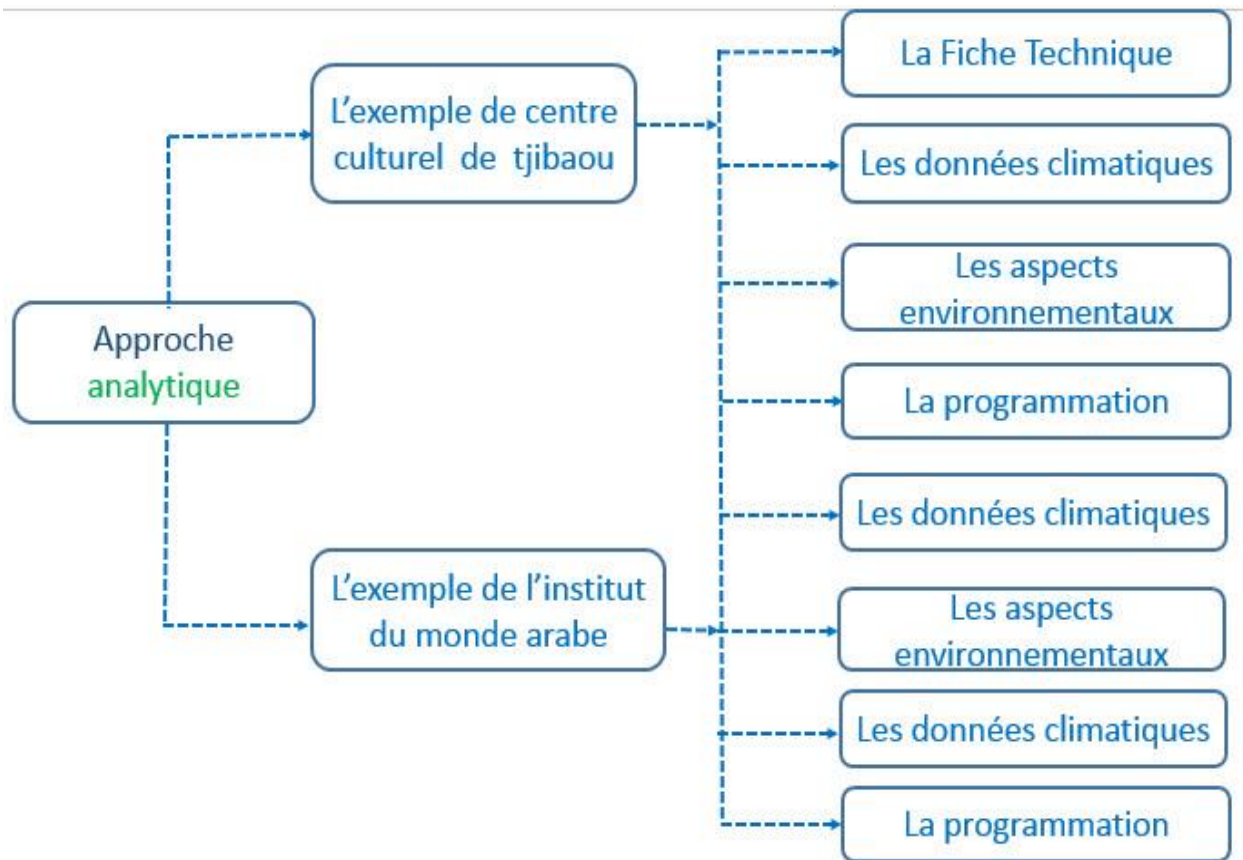 Approche
analytique
L'exemple de centre
culturel de tjibaou
L'exemple de l'institut
du monde arabe
La Fiche Technique
Les données climatiques
Les aspects
environnementaux
La programmation
Les données climatiques
Les aspects
environnementaux
Les données climatiques
La programmation